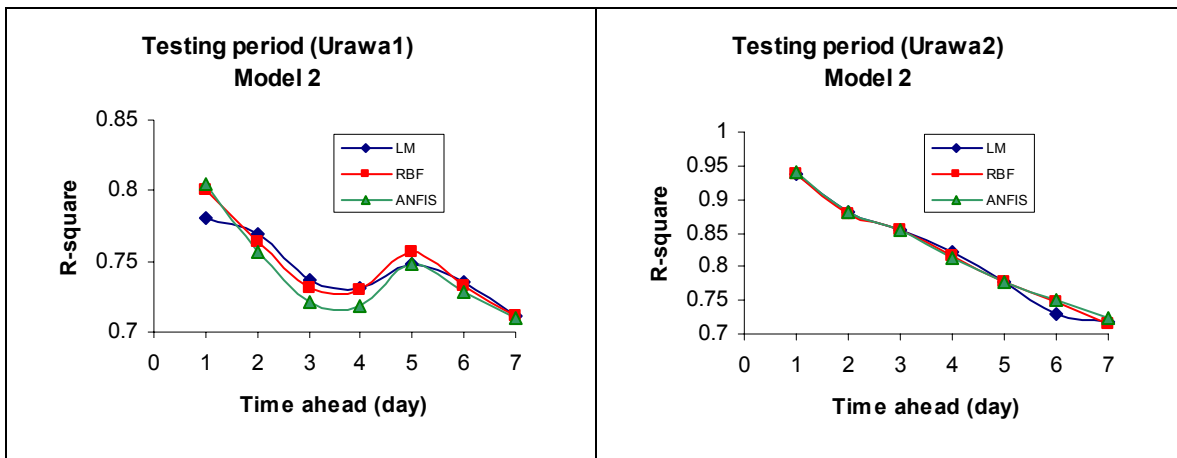 Testing period (Urawa1)
Model 2
0.85
0.8
0.75
0.7
R-square
LM
RBF
ANFIS
0 1 2 3 4 5 6 7
Time ahead (day)
Testing period (Urawa2)
Model 2
1
0.95
0.9
0.85
0.8
0.75
0.7
R-square
LM
RBF
ANFIS
0 1 2 3 4 5 6 7
Time ahead (day)